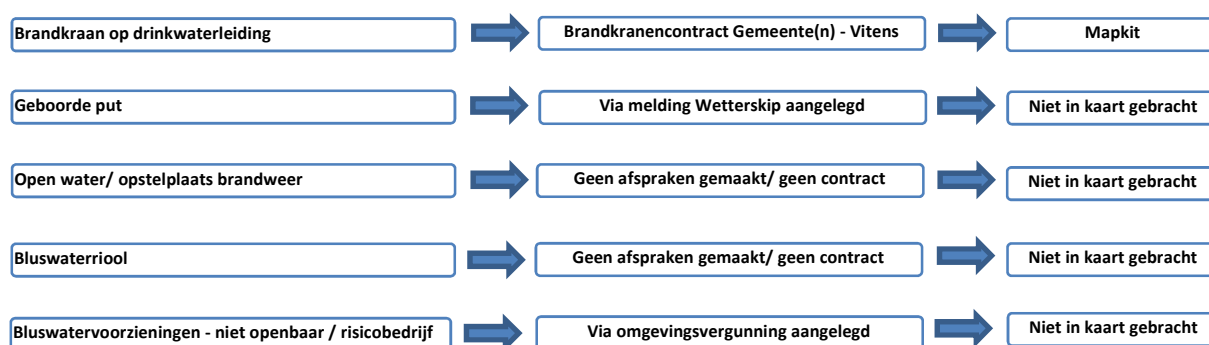 Brandkraan op drinkwaterleiding
Brandkranencontract Gemeente(n) - Vitens
Mapkit
Geboorde put
Via melding Wetterskip aangelegd
Niet in kaart gebracht
Open water/ opstelplaats brandweer
Geen afspraken gemaakt/ geen contract
Niet in kaart gebracht
Bluswaterriool
Geen afspraken gemaakt/ geen contract
Niet in kaart gebracht
Bluswatervoorzieningen - niet openbaar / risicobedrijf
Via omgevingsvergunning aangelegd
Niet in kaart gebracht